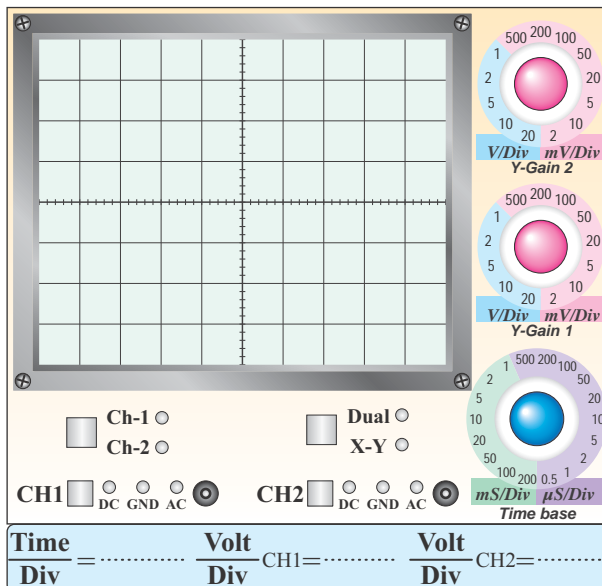 500 200 100
1 50
2 20
5 10
10 20 2
V/Div mV/Div
Y-Gain 2
500 200 100
1 50
2 20
5 10
10 20 2
V/Div mV/Div
Y-Gain 1
500 200 100
1 50
2 20
5 10
10 5
20 2
50 1
100 200 0.5
mS/Div µS/Div
Time base
Ch-1
Ch-2
Dual
X-Y
CH1 DC GND AC
CH2 DC GND AC
Time/Div = ............ Volt/Div CH1= ............ Volt/Div CH2= ............